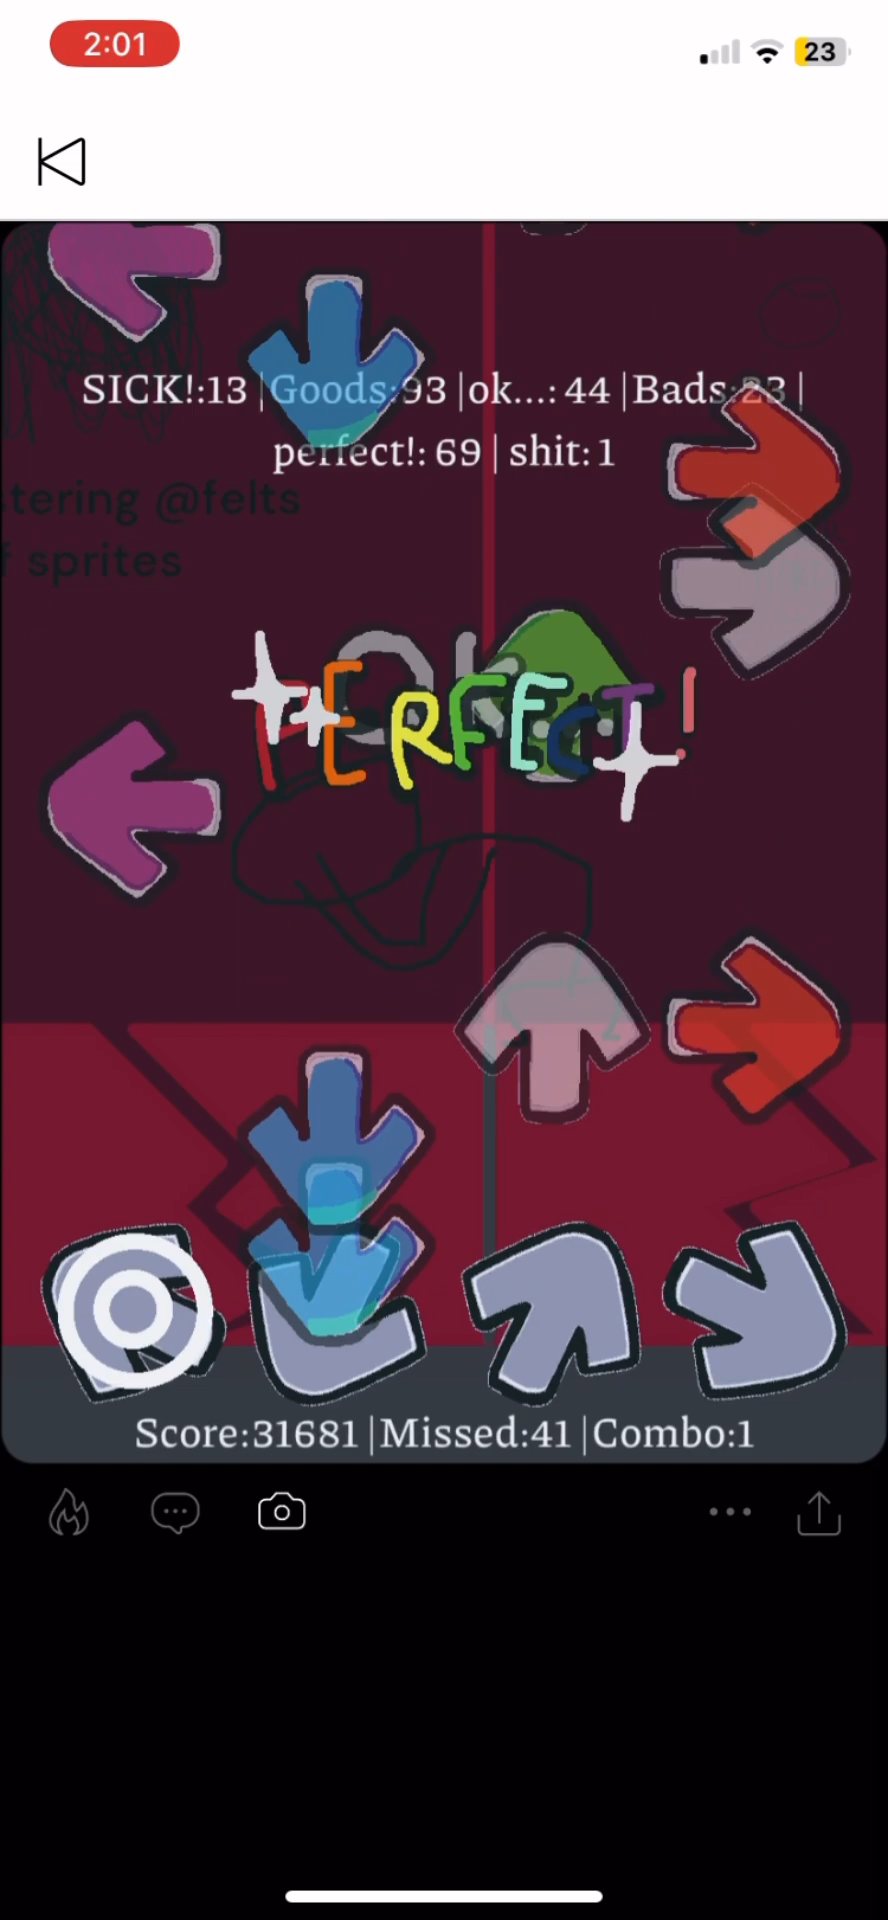 2:01
23
SICK!:13 |Goods:93 |ok...: 44 |Bads:23 |
perfect!: 69 | shit: 1
stering @felts
f sprites
PERFECT!
Score:31681 |Missed:41 |Combo:1